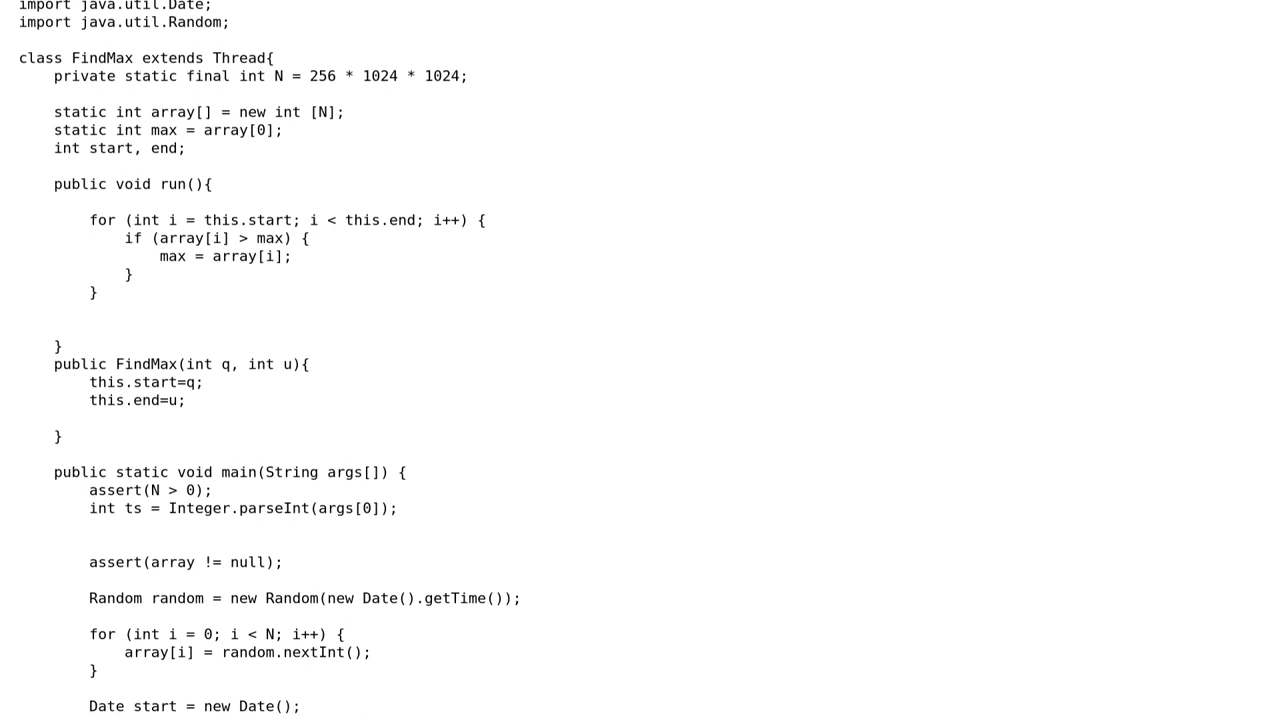 import java.util.Date;
import java.util.Random;
class FindMax extends Thread{
private static final int N = 256 * 1024 * 1024;
static int array[] = new int [N];
static int max = array[0];
int start, end;
public void run(){
for (int i = this.start; i < this.end; i++) {
if (array[i] > max) {
max = array[i];
}
}
}
public FindMax(int q, int u){
this.start=q;
this.end=u;
}
public static void main(String args[]) {
assert(N > 0);
int ts = Integer.parseInt(args[0]);
assert(array != null);
Random random = new Random(new Date().getTime());
for (int i = 0; i < N; i++) {
array[i] = random.nextInt();
}
Date start = new Date();